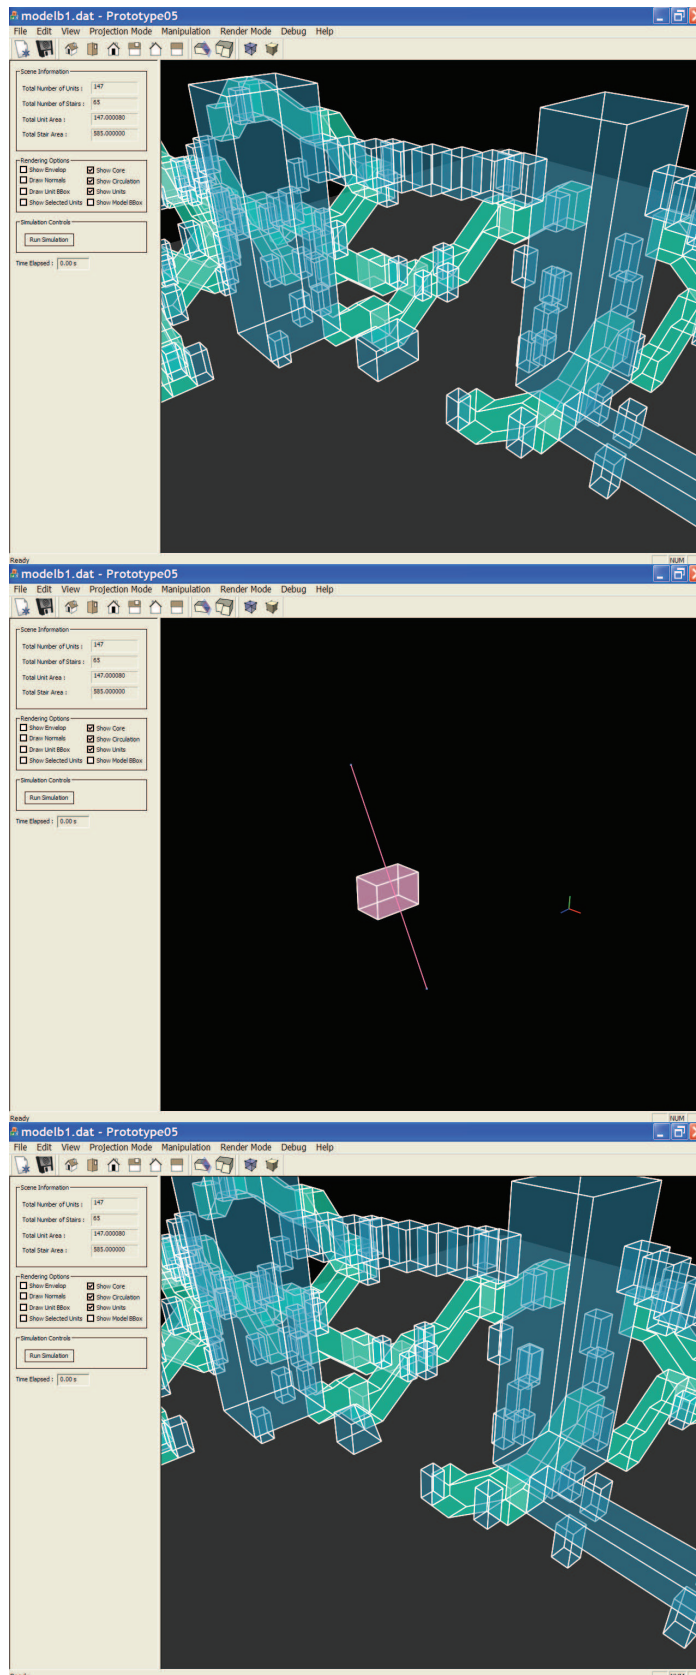 modelb1.dat - Prototype05
File Edit View Projection Mode Manipulation Render Mode Debug Help
Scene Information
Total Number of Units : 147
Total Number of Stairs : 65
Total Unit Area : 147.000080
Total Stair Area : 585.000000
Rendering Options
Show Envelop Show Core
Draw Normals Show Circulation
Draw Unit BBox Show Units
Show Selected Units Show Model BBox
Simulation Controls
Run Simulation
Time Elapsed : 0.00 s
Ready NUM
modelb1.dat - Prototype05
File Edit View Projection Mode Manipulation Render Mode Debug Help
Scene Information
Total Number of Units : 147
Total Number of Stairs : 65
Total Unit Area : 147.000080
Total Stair Area : 585.000000
Rendering Options
Show Envelop Show Core
Draw Normals Show Circulation
Draw Unit BBox Show Units
Show Selected Units Show Model BBox
Simulation Controls
Run Simulation
Time Elapsed : 0.00 s
Ready NUM
modelb1.dat - Prototype05
File Edit View Projection Mode Manipulation Render Mode Debug Help
Scene Information
Total Number of Units : 147
Total Number of Stairs : 65
Total Unit Area : 147.000080
Total Stair Area : 585.000000
Rendering Options
Show Envelop Show Core
Draw Normals Show Circulation
Draw Unit BBox Show Units
Show Selected Units Show Model BBox
Simulation Controls
Run Simulation
Time Elapsed : 0.00 s